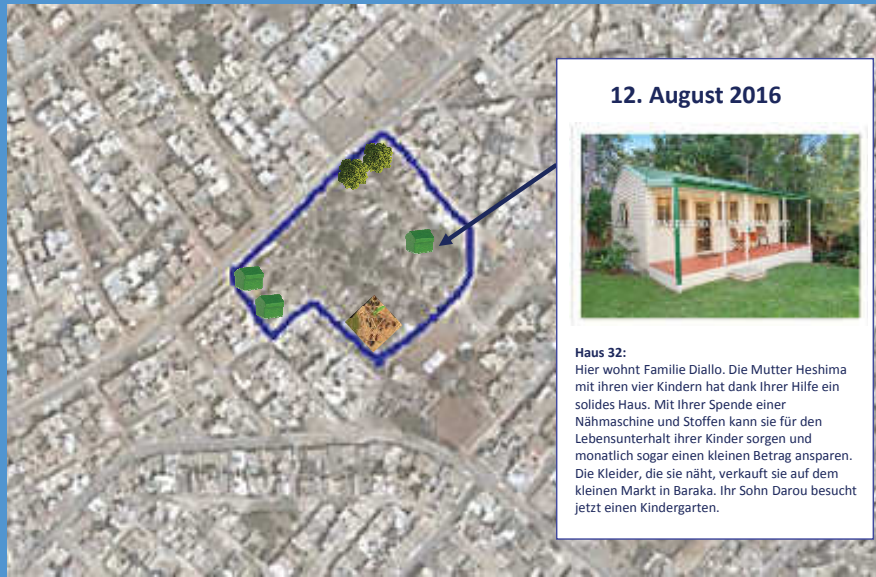 12. August 2016
Haus 32:
Hier wohnt Familie Diallo. Die Mutter Heshima
mit ihren vier Kindern hat dank Ihrer Hilfe ein
solides Haus. Mit Ihrer Spende einer
Nähmaschine und Stoffen kann sie für den
Lebensunterhalt ihrer Kinder sorgen und
monatlich sogar einen kleinen Betrag ansparen.
Die Kleider, die sie näht, verkauft sie auf dem
kleinen Markt in Baraka. Ihr Sohn Darou besucht
jetzt einen Kindergarten.